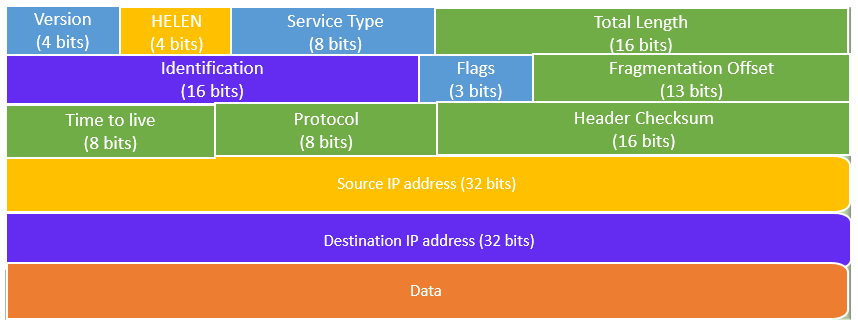 Version
(4 bits)
HELEN
(4 bits)
Service Type
(8 bits)
Total Length
(16 bits)
Identification
(16 bits)
Flags
(3 bits)
Fragmentation Offset
(13 bits)
Time to live
(8 bits)
Protocol
(8 bits)
Header Checksum
(16 bits)
Source IP address (32 bits)
Destination IP address (32 bits)
Data